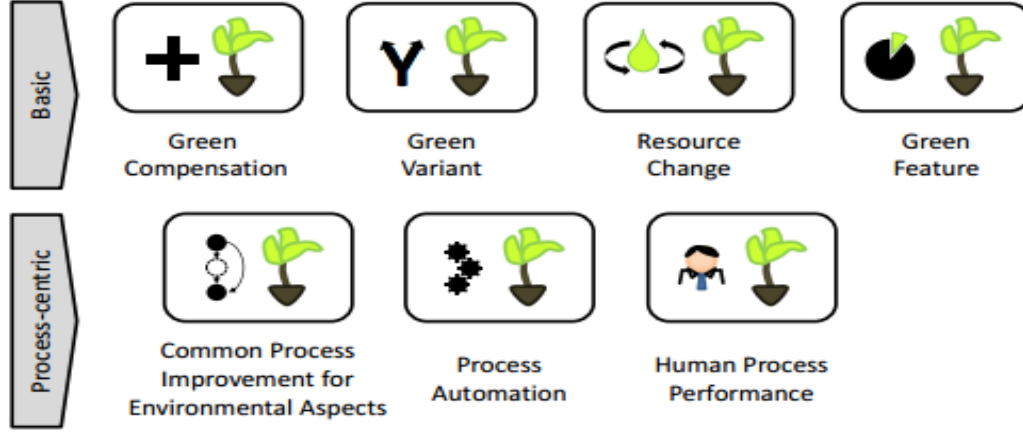 Basic
Green
Compensation
Green
Variant
Resource
Change
Green
Feature
Process-centric
Common Process
Improvement for
Environmental Aspects
Process
Automation
Human Process
Performance